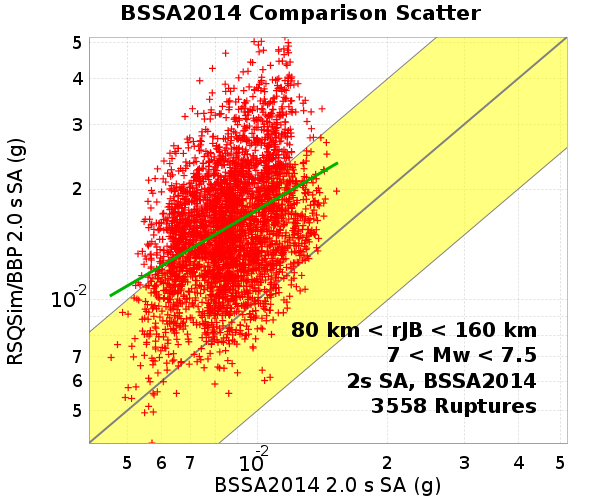 BSSA2014 Comparison Scatter
RSQSim/BBP 2.0 s SA (g)
5
4
3
2
10-2
7
6
5
80 km < rJB < 160 km
7 < Mw < 7.5
2s SA, BSSA2014
3558 Ruptures
5 6 7 10-2 2 3 4 5
BSSA2014 2.0 s SA (g)